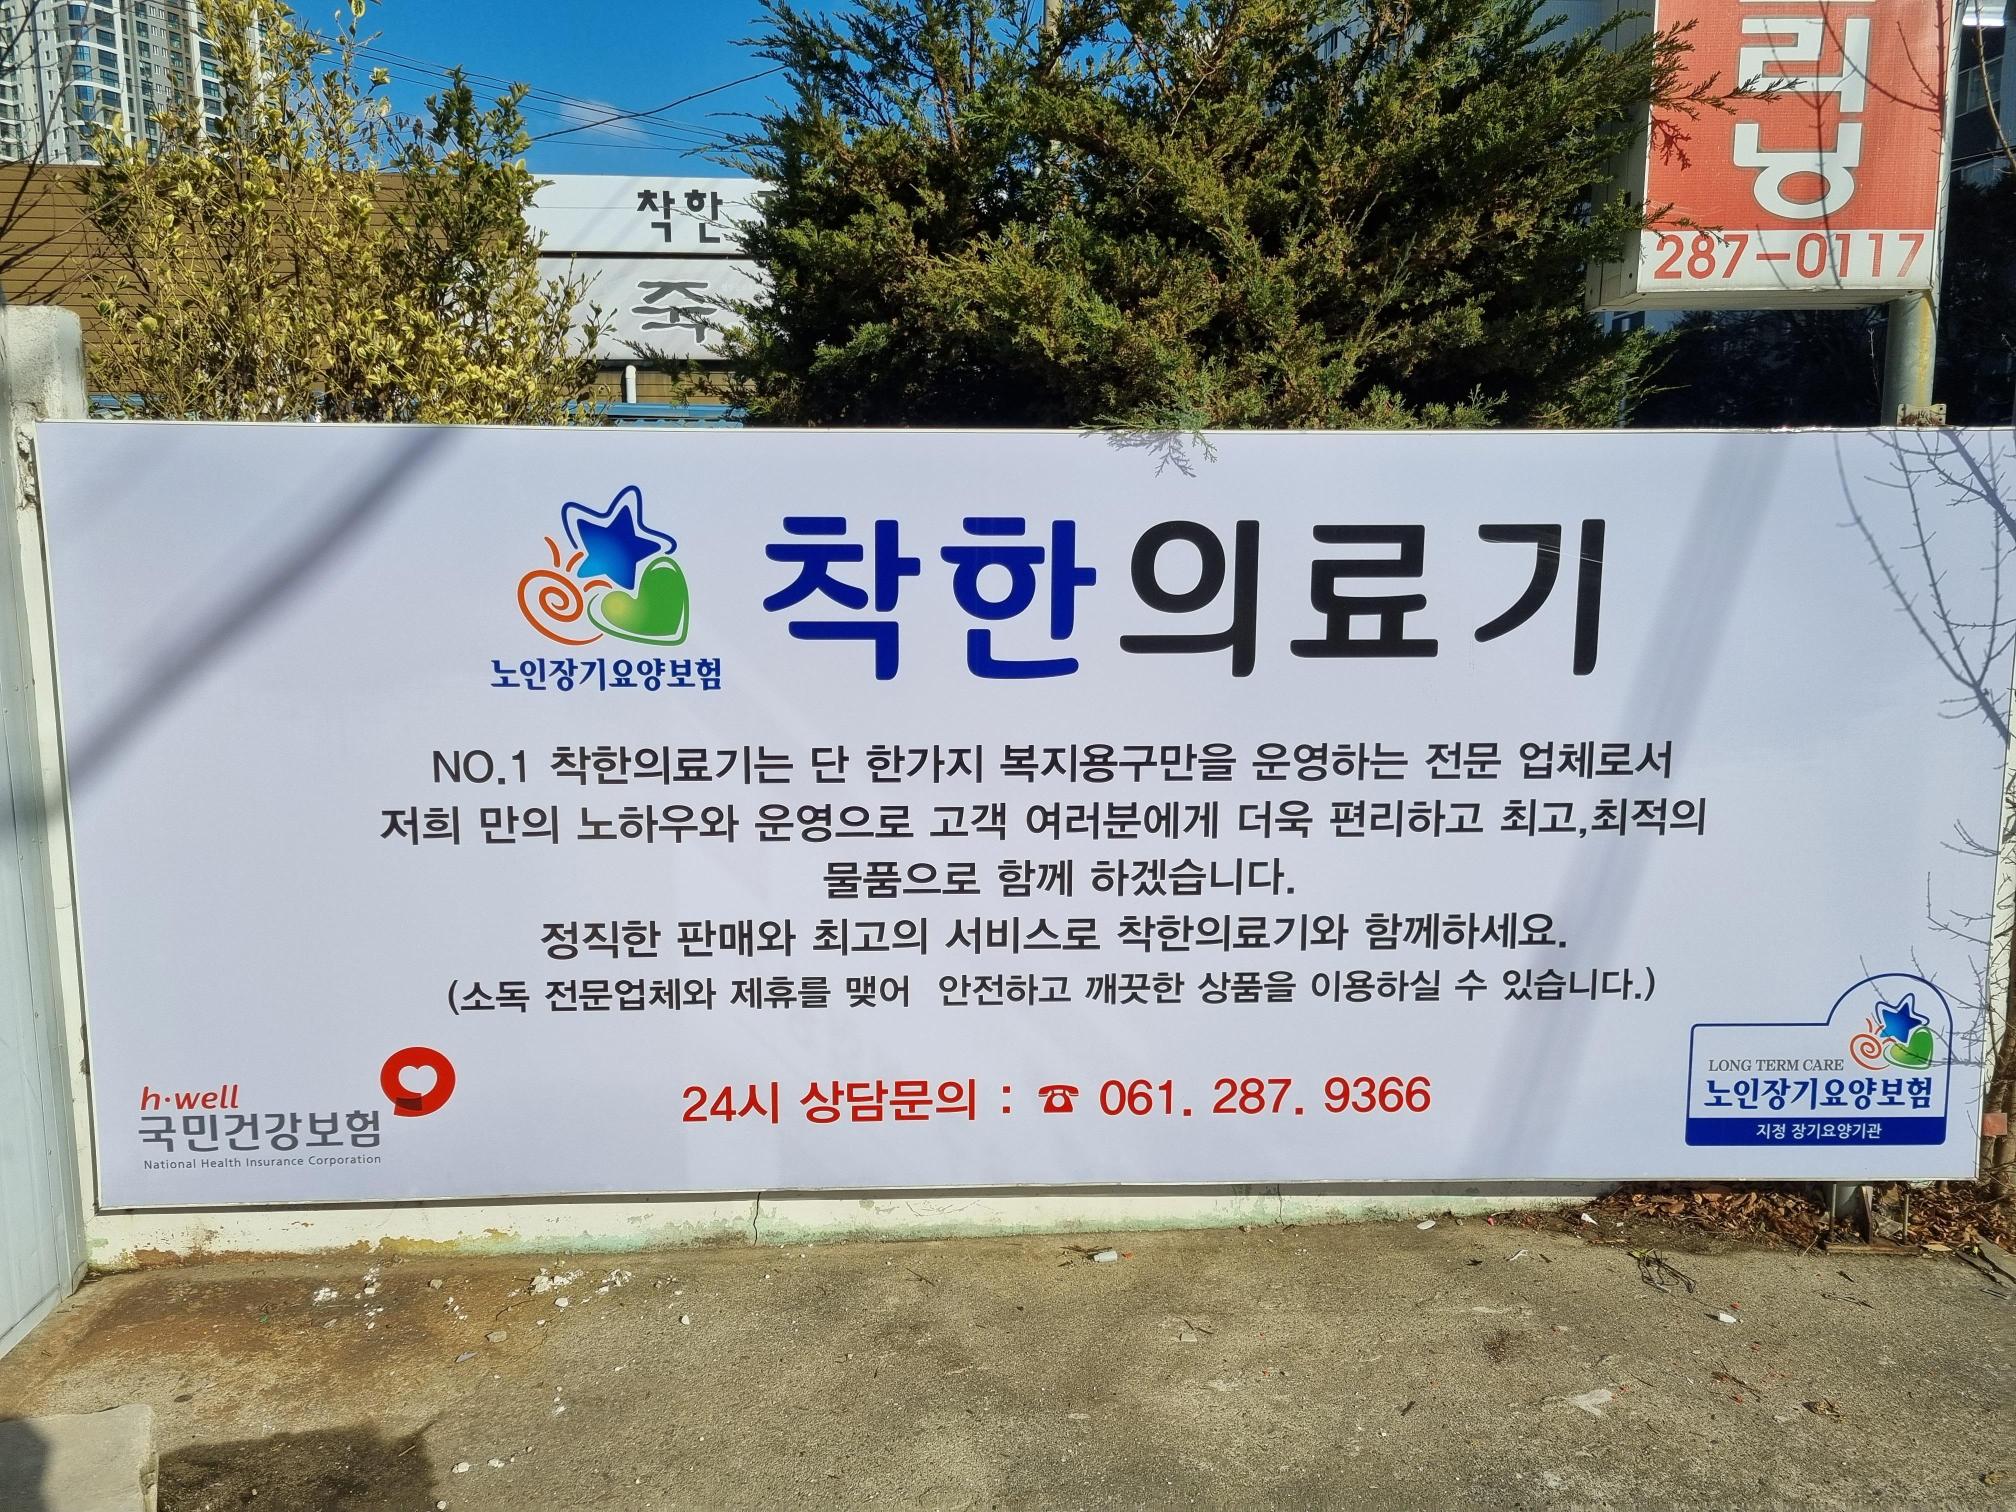 착한
죽
리닝
287-0117
노인장기요양보험
착한의료기
NO.1 착한의료기는 단 한가지 복지용구만을 운영하는 전문 업체로서
저희 만의 노하우와 운영으로 고객 여러분에게 더욱 편리하고 최고,최적의
물품으로 함께 하겠습니다.
정직한 판매와 최고의 서비스로 착한의료기와 함께하세요.
(소독 전문업체와 제휴를 맺어 안전하고 깨끗한 상품을 이용하실 수 있습니다.)
h·well
국민건강보험
National Health Insurance Corporation
24시 상담문의 : ☎ 061. 287. 9366
LONG TERM CARE
노인장기요양보험
지정 장기요양기관